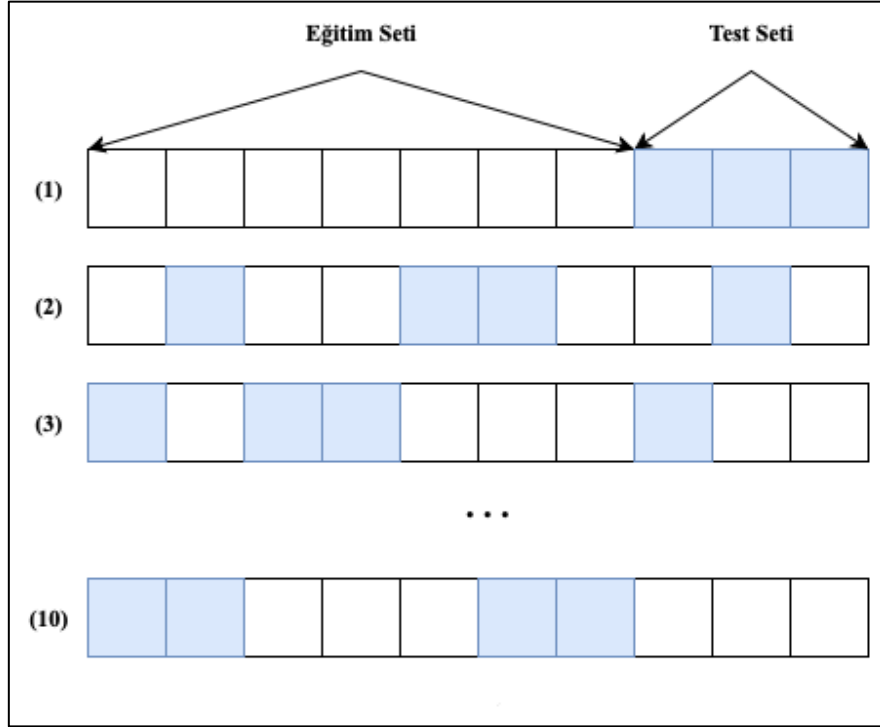 Eğitim Seti
Test Seti
(1)
(2)
(3)
...
(10)